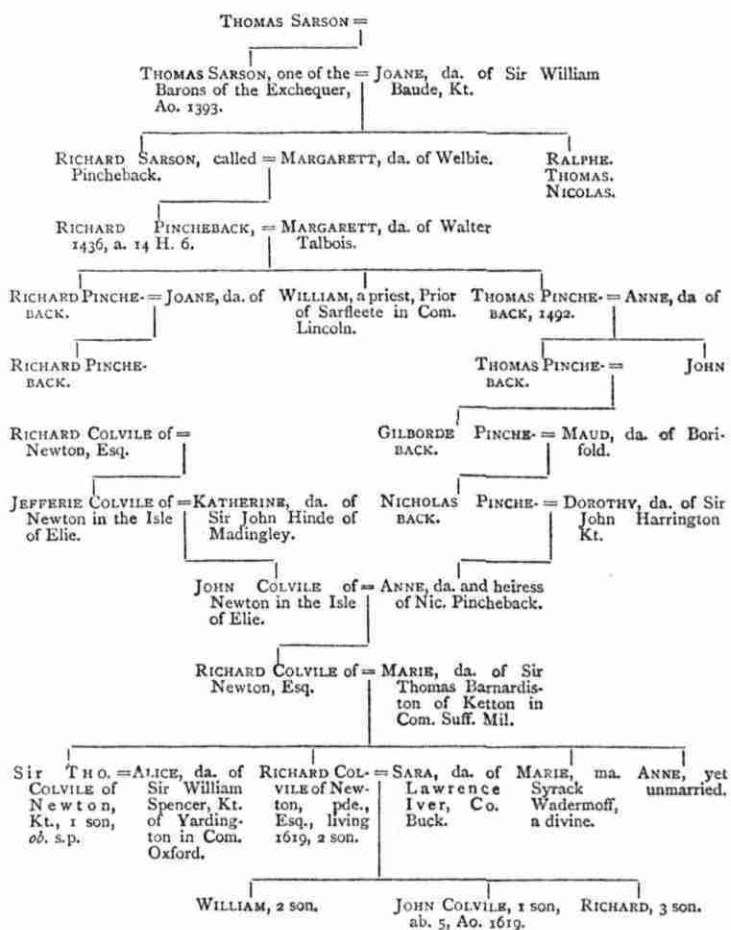 THOMAS SARSON =
THOMAS SARSON, one of the = JOANE, da. of Sir William
Barons of the Exchequer, Baude, Kt.
Ao. 1393.
RICHARD SARSON, called = MARGARETT, da. of Welbie. RALPHE.
Pincheback. THOMAS.
NICOLAS.
RICHARD PINCHEBACK, = MARGARETT, da. of Walter
1436, a. 14 H. 6. Talbois.
RICHARD PINCHE- = JOANE, da. of WILLIAM, a priest, Prior THOMAS PINCHE- = ANNE, da of
BACK. of Sarfleete in Com. BACK, 1492.
Lincoln.
RICHARD PINCHE- THOMAS PINCHE- = JOHN
BACK. BACK.
RICHARD COLVILE of = GILBORDE PINCHE- = MAUD, da. of Bori-
Newton, Esq. BACK. fold.
JEFFERIE COLVILE of = KATHERINE, da. of NICHOLAS PINCHE- = DOROTHY, da. of Sir
Newton in the Isle Sir John Hinde of BACK. John Harrington
of Elie. Madingley. Kt.
JOHN COLVILE of = ANNE, da. and heiress
Newton in the Isle of Nic. Pincheback.
of Elie.
RICHARD COLVILE of = MARIE, da. of Sir
Newton, Esq. Thomas Barnardis-
ton of Ketton in
Com. Suff. Mil.
Sir THO. = ALICE, da. of RICHARD COL- = SARA, da. of MARIE, ma. ANNE, yet
COLVILE of Sir William VILE of New- Lawrence Syrack unmarried.
Newton, Spencer, Kt. ton, pde., Iver, Co. Wadermoff,
Kt., 1 son, of Yarding- Esq., living Buck. a divine.
ob. s.p. ton in Com. 1619, 2 son.
Oxford.
WILLIAM, 2 son. JOHN COLVILE, 1 son, RICHARD, 3 son.
ab. 5, Ao. 1619.